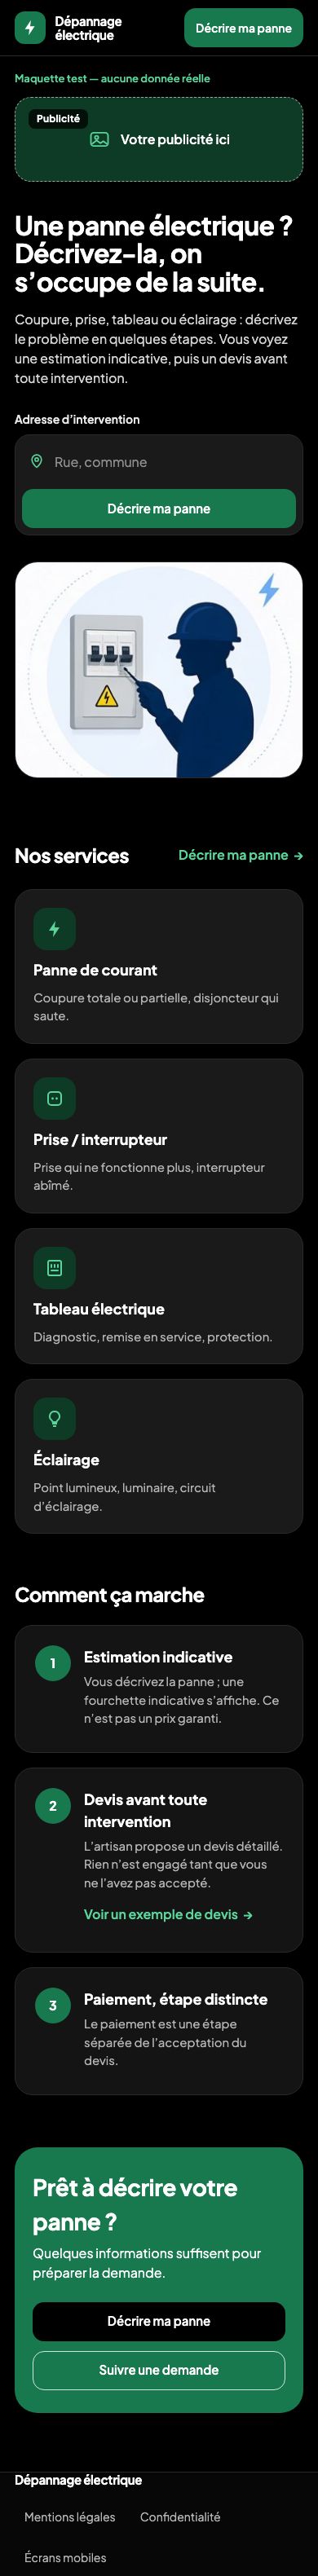 Dépannage
électrique
Décrire ma panne
Maquette test — aucune donnée réelle
Publicité
Votre publicité ici
Une panne électrique ?
Décrivez-la, on
s’occupe de la suite.
Coupure, prise, tableau ou éclairage : décrivez
le problème en quelques étapes. Vous voyez
une estimation indicative, puis un devis avant
toute intervention.
Adresse d’intervention
Rue, commune
Décrire ma panne
Nos services
Décrire ma panne →
Panne de courant
Coupure totale ou partielle, disjoncteur qui
saute.
Prise / interrupteur
Prise qui ne fonctionne plus, interrupteur
abîmé.
Tableau électrique
Diagnostic, remise en service, protection.
Éclairage
Point lumineux, luminaire, circuit
d’éclairage.
Comment ça marche
1
Estimation indicative
Vous décrivez la panne ; une
fourchette indicative s’affiche. Ce
n’est pas un prix garanti.
2
Devis avant toute
intervention
L’artisan propose un devis détaillé.
Rien n’est engagé tant que vous
ne l’avez pas accepté.
Voir un exemple de devis →
3
Paiement, étape distincte
Le paiement est une étape
séparée de l’acceptation du
devis.
Prêt à décrire votre
panne ?
Quelques informations suffisent pour
préparer la demande.
Décrire ma panne
Suivre une demande
Dépannage électrique
Mentions légales
Confidentialité
Écrans mobiles